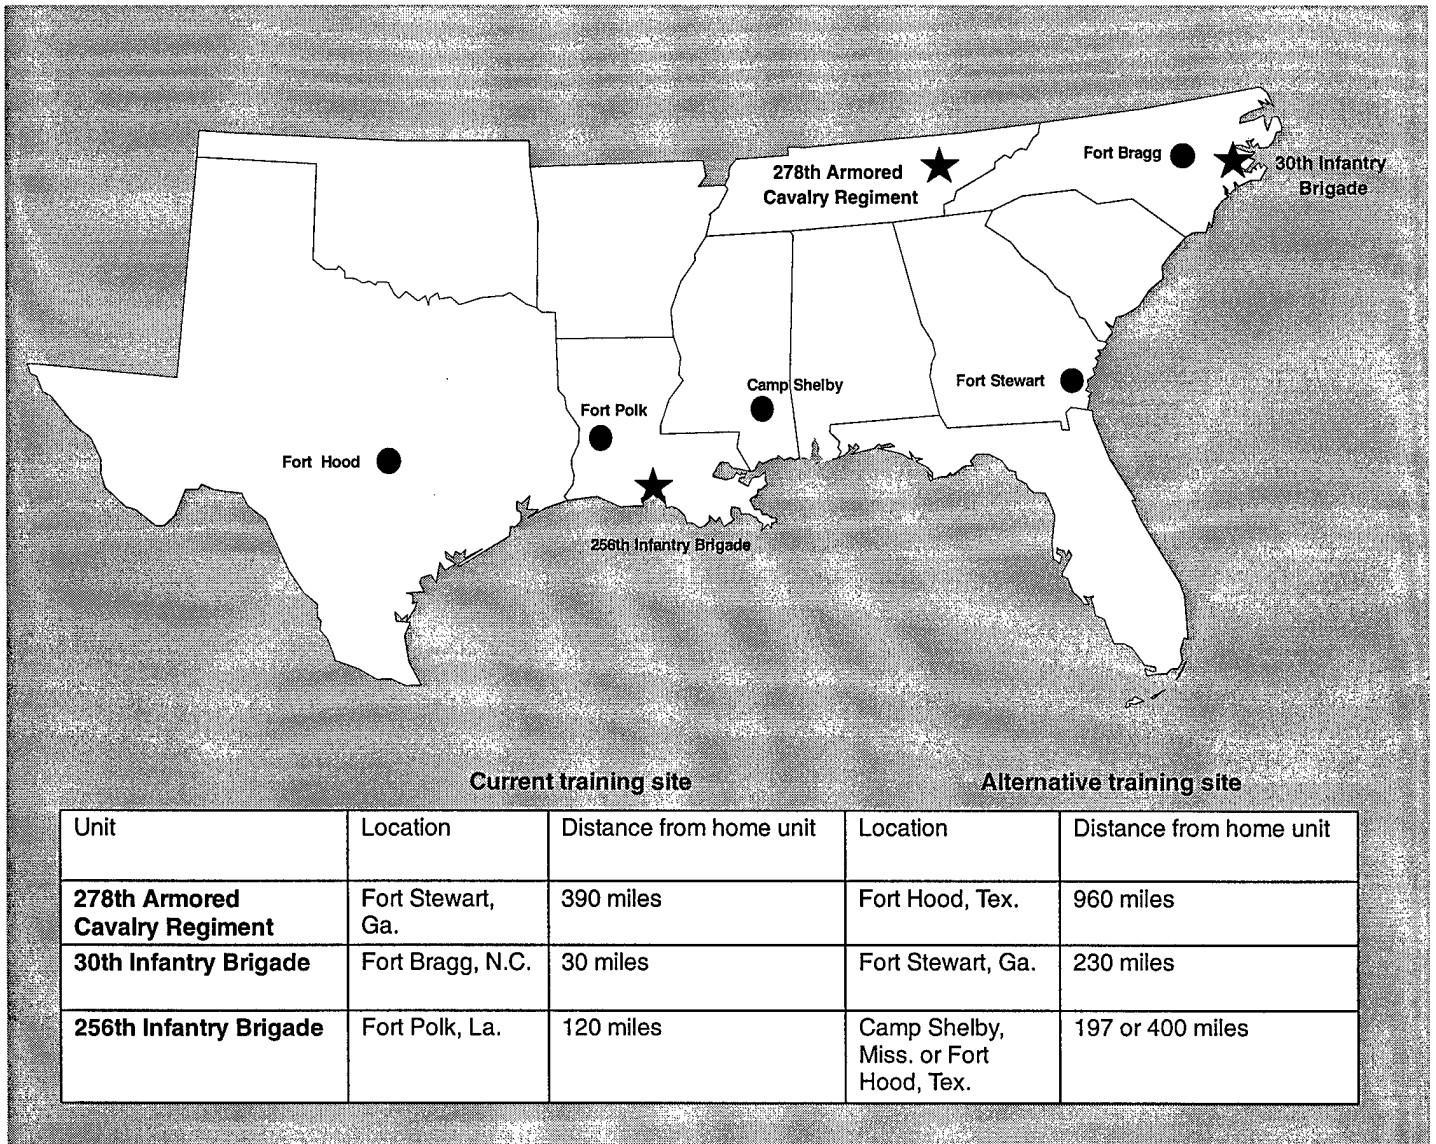 Fort Bragg
30th Infantry
Brigade
278th Armored
Cavalry Regiment
Camp Shelby
Fort Stewart
Fort Polk
Fort Hood
256th Infantry Brigade
Current training site Alternative training site
Unit Location Distance from home unit Location Distance from home unit
278th Armored Fort Stewart, 390 miles Fort Hood, Tex. 960 miles
Cavalry Regiment Ga.
30th Infantry Brigade Fort Bragg, N.C. 30 miles Fort Stewart, Ga. 230 miles
256th Infantry Brigade Fort Polk, La. 120 miles Camp Shelby, 197 or 400 miles
Miss. or Fort
Hood, Tex.